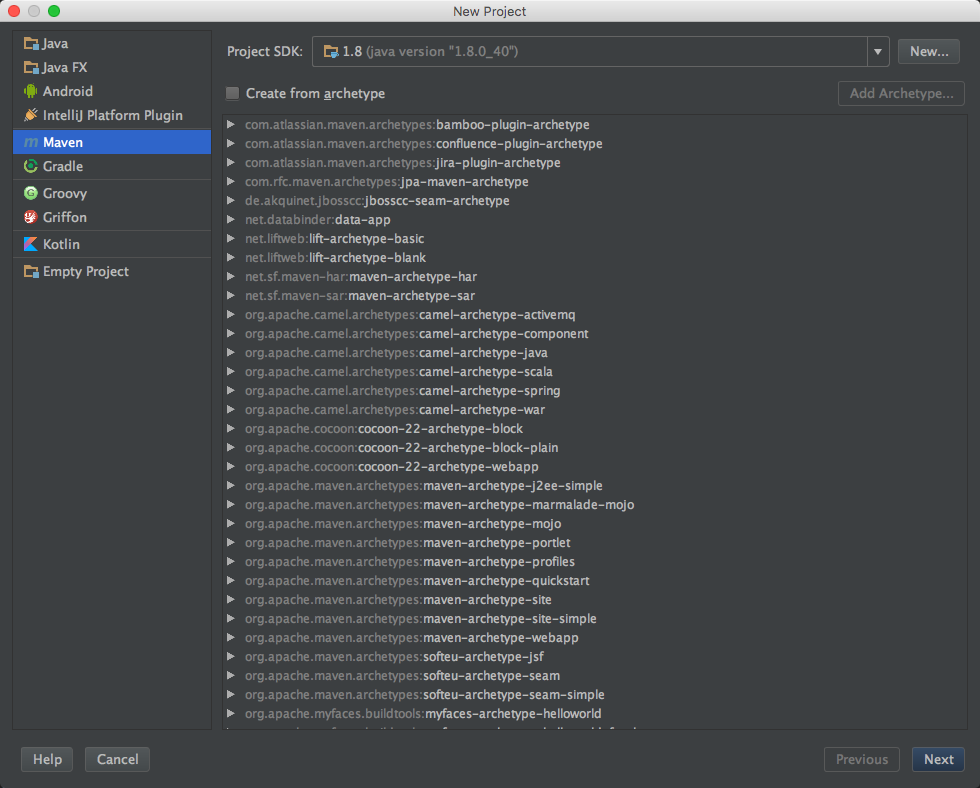 New Project
Java
Java FX
Android
IntelliJ Platform Plugin
Maven
Gradle
Groovy
Griffon
Kotlin
Empty Project
Project SDK: 1.8 (java version "1.8.0_40") New...
Create from archetype Add Archetype...
com.atlassian.maven.archetypes:bamboo-plugin-archetype
com.atlassian.maven.archetypes:confluence-plugin-archetype
com.atlassian.maven.archetypes:jira-plugin-archetype
com.rfc.maven.archetypes:jpa-maven-archetype
de.akquinet.jbosscc:jbosscc-seam-archetype
net.databinder:data-app
net.liftweb:lift-archetype-basic
net.liftweb:lift-archetype-blank
net.sf.maven-har:maven-archetype-har
net.sf.maven-sar:maven-archetype-sar
org.apache.camel.archetypes:camel-archetype-activemq
org.apache.camel.archetypes:camel-archetype-component
org.apache.camel.archetypes:camel-archetype-java
org.apache.camel.archetypes:camel-archetype-scala
org.apache.camel.archetypes:camel-archetype-spring
org.apache.camel.archetypes:camel-archetype-war
org.apache.cocoon:cocoon-22-archetype-block
org.apache.cocoon:cocoon-22-archetype-block-plain
org.apache.cocoon:cocoon-22-archetype-webapp
org.apache.maven.archetypes:maven-archetype-j2ee-simple
org.apache.maven.archetypes:maven-archetype-marmalade-mojo
org.apache.maven.archetypes:maven-archetype-mojo
org.apache.maven.archetypes:maven-archetype-portlet
org.apache.maven.archetypes:maven-archetype-profiles
org.apache.maven.archetypes:maven-archetype-quickstart
org.apache.maven.archetypes:maven-archetype-site
org.apache.maven.archetypes:maven-archetype-site-simple
org.apache.maven.archetypes:maven-archetype-webapp
org.apache.maven.archetypes:softeu-archetype-jsf
org.apache.maven.archetypes:softeu-archetype-seam
org.apache.maven.archetypes:softeu-archetype-seam-simple
org.apache.myfaces.buildtools:myfaces-archetype-helloworld
Help Cancel Previous Next